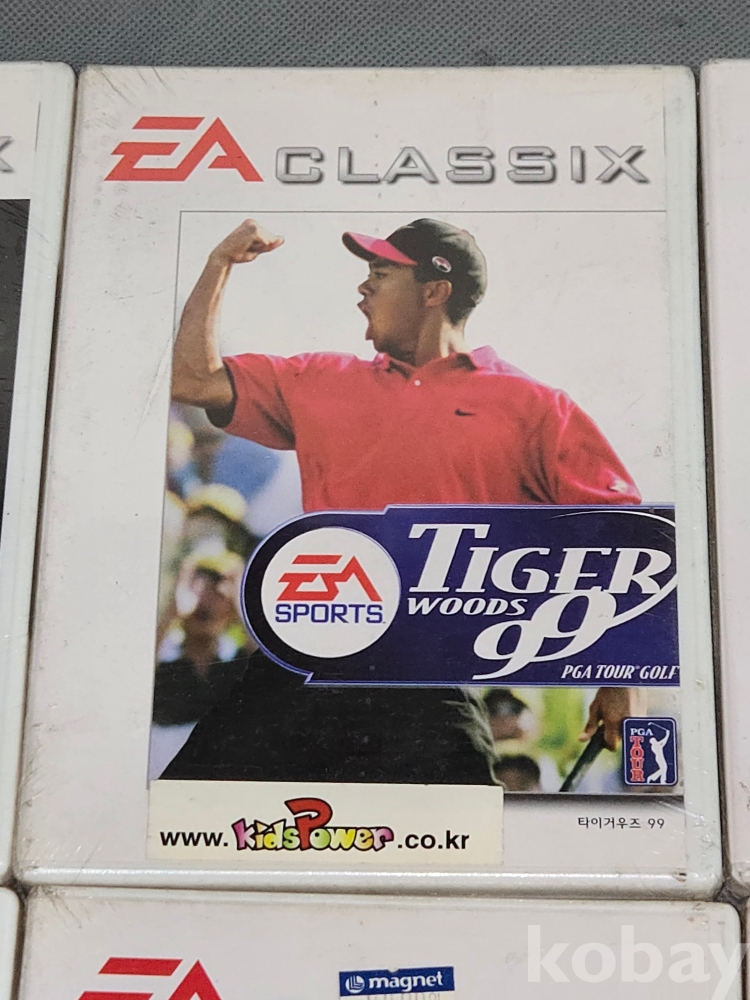 EA CLASSIX
X
EA SPORTS
TIGER
WOODS 99
PGA TOUR GOLF
PGA TOUR
타이거우즈 99
www.kidsPower.co.kr
EA
magnet
kobay